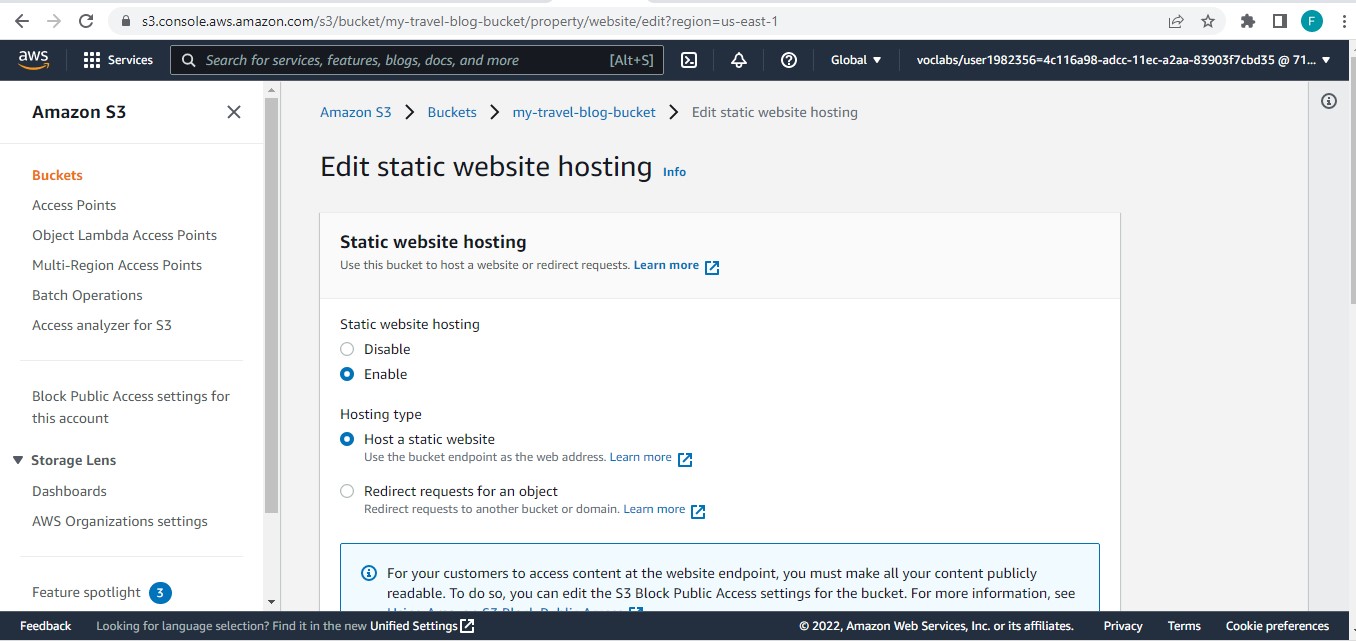 s3.console.aws.amazon.com/s3/bucket/my-travel-blog-bucket/property/website/edit?region=us-east-1
F
aws
Services
Search for services, features, blogs, docs, and more [Alt+S]
Global
voclabs/user1982356=4c116a98-adcc-11ec-a2aa-83903f7cbd35 @ 71...
Amazon S3
Buckets
Access Points
Object Lambda Access Points
Multi-Region Access Points
Batch Operations
Access analyzer for S3
Block Public Access settings for
this account
Storage Lens
Dashboards
AWS Organizations settings
Feature spotlight 3
Amazon S3 > Buckets > my-travel-blog-bucket > Edit static website hosting
Edit static website hosting Info
Static website hosting
Use this bucket to host a website or redirect requests. Learn more
Static website hosting
Disable
Enable
Hosting type
Host a static website
Use the bucket endpoint as the web address. Learn more
Redirect requests for an object
Redirect requests to another bucket or domain. Learn more
For your customers to access content at the website endpoint, you must make all your content publicly
readable. To do so, you can edit the S3 Block Public Access settings for the bucket. For more information, see
Using Amazon S3 Block Public Access
Feedback Looking for language selection? Find it in the new Unified Settings
© 2022, Amazon Web Services, Inc. or its affiliates. Privacy Terms Cookie preferences